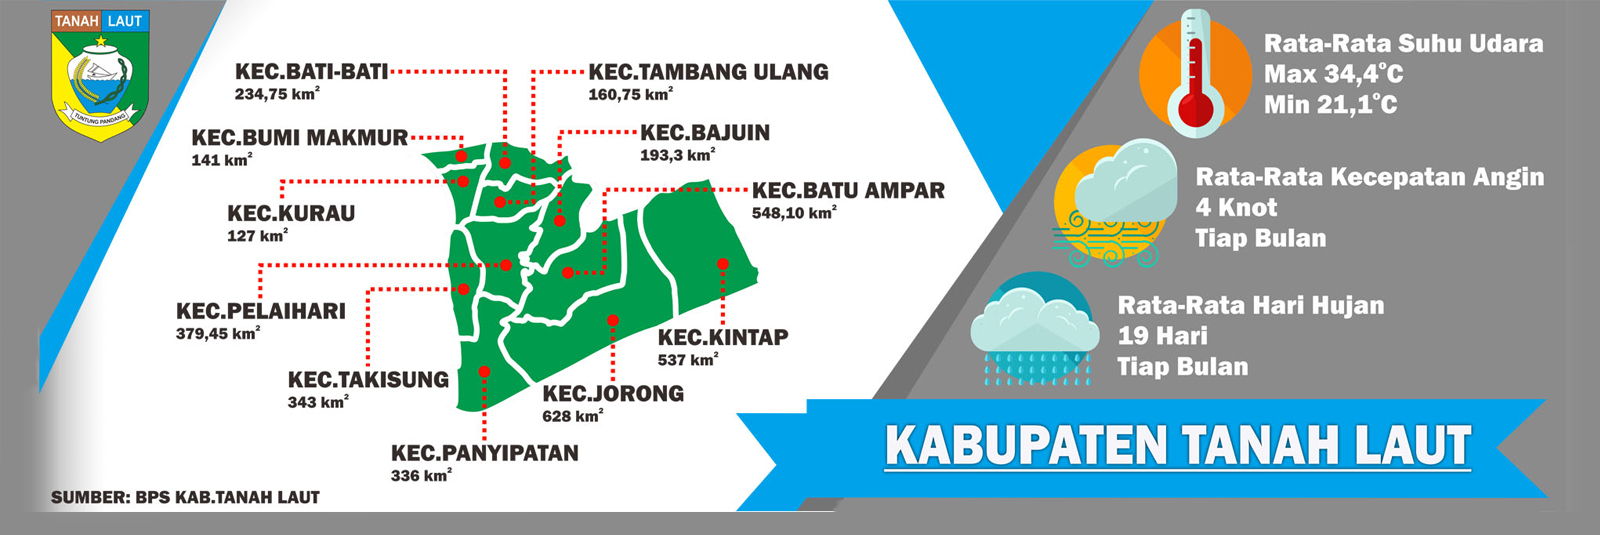 TANAH LAUT
TUNTUNG PANDANG
KEC.BATI-BATI
234,75 km²
KEC.TAMBANG ULANG
160,75 km²
KEC.BUMI MAKMUR
141 km²
KEC.BAJUIN
193,3 km²
KEC.BATU AMPAR
548,10 km²
KEC.KURAU
127 km²
KEC.PELAIHARI
379,45 km²
KEC.KINTAP
537 km²
KEC.TAKISUNG
343 km²
KEC.JORONG
628 km²
KEC.PANYIPATAN
336 km²
SUMBER: BPS KAB.TANAH LAUT
Rata-Rata Suhu Udara
Max 34,4°C
Min 21,1°C
Rata-Rata Kecepatan Angin
4 Knot
Tiap Bulan
Rata-Rata Hari Hujan
19 Hari
Tiap Bulan
KABUPATEN TANAH LAUT